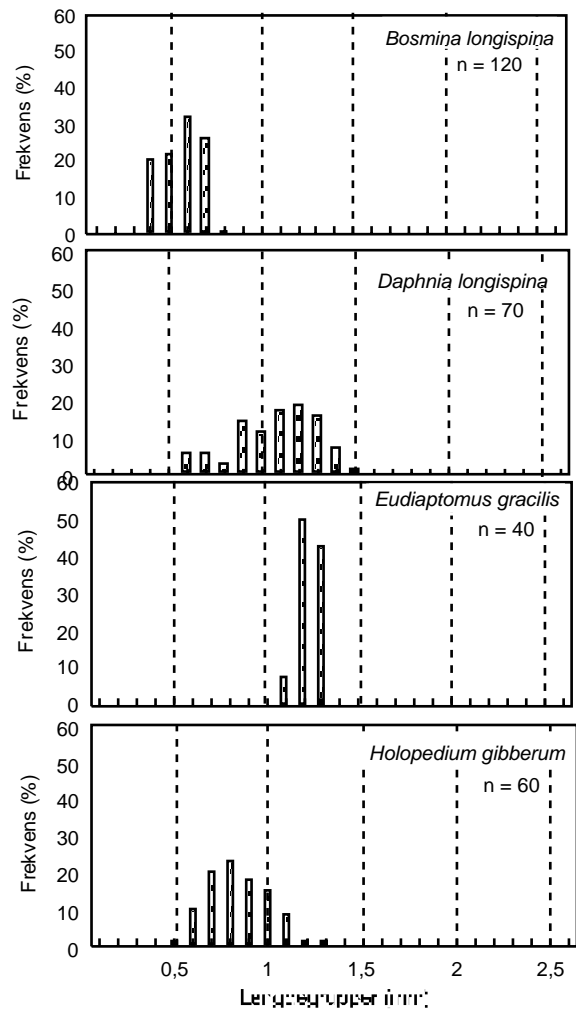 60
50
40
30
20
10
0
Frekvens (%)
Bosmina longispina
n = 120
60
50
40
30
20
10
0
Frekvens (%)
Daphnia longispina
n = 70
60
50
40
30
20
10
0
Frekvens (%)
Eudiaptomus gracilis
n = 40
60
50
40
30
20
10
0
Frekvens (%)
Holopedium gibberum
n = 60
0,5 1 1,5 2 2,5
Lengdegrupper (mm)